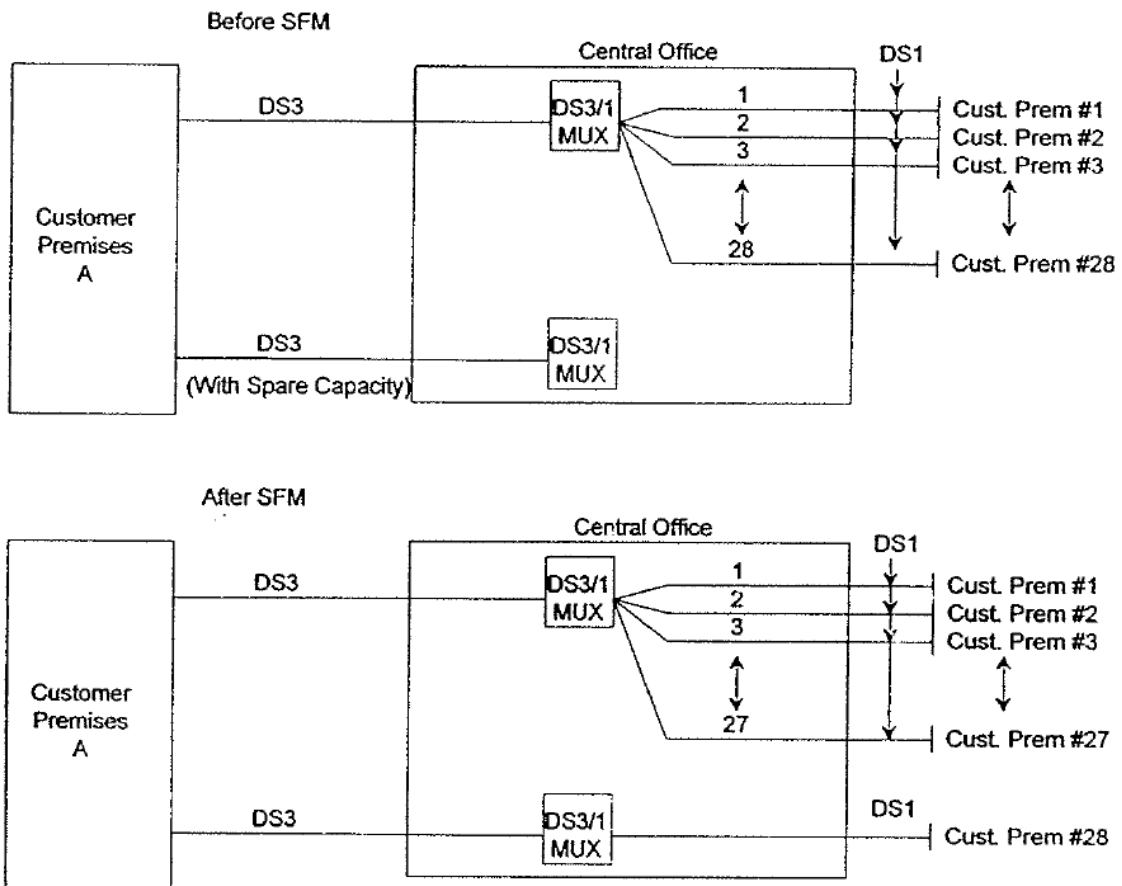 Before SFM
Central Office
DS1
DS3
DS3/1
MUX
1
2
3
28
Cust. Prem #1
Cust. Prem #2
Cust. Prem #3
Cust. Prem #28
Customer
Premises
A
DS3
(With Spare Capacity)
DS3/1
MUX
After SFM
Central Office
DS1
DS3
DS3/1
MUX
1
2
3
27
Cust. Prem #1
Cust. Prem #2
Cust. Prem #3
Cust. Prem #27
Customer
Premises
A
DS3
DS3/1
MUX
DS1
Cust. Prem #28